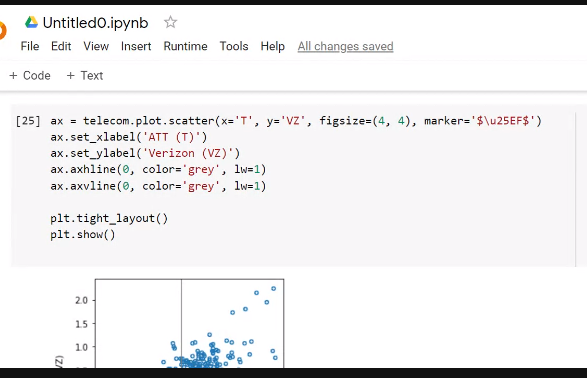 Untitled0.ipynb
File Edit View Insert Runtime Tools Help All changes saved
+ Code + Text
[25] ax = telecom.plot.scatter(x='T', y='VZ', figsize=(4, 4), marker='$\u25EF$')
ax.set_xlabel('ATT (T)')
ax.set_ylabel('Verizon (VZ)')
ax.axhline(0, color='grey', lw=1)
ax.axvline(0, color='grey', lw=1)
plt.tight_layout()
plt.show()
2.0
1.5
1.0
VZ)